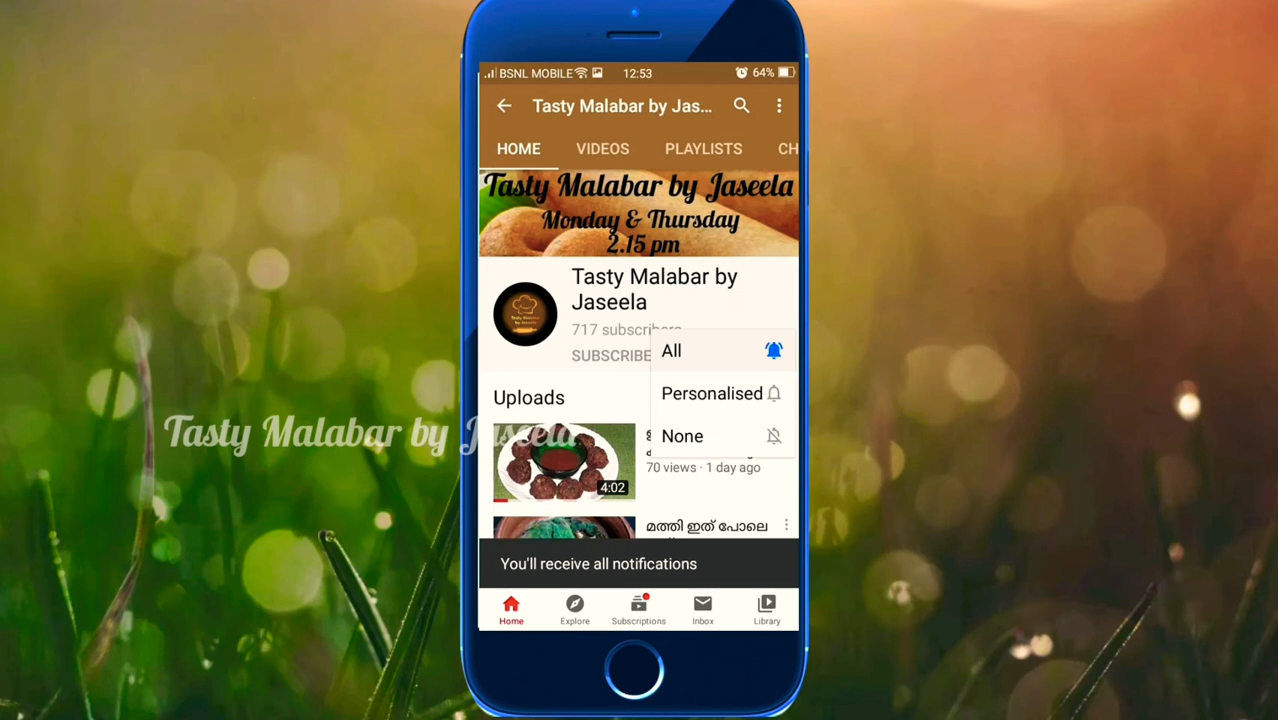 BSNL MOBILE 12:53 64%
Tasty Malabar by Jas...
HOME VIDEOS PLAYLISTS CH
Tasty Malabar by Jaseela
Monday & Thursday
2.15 pm
Tasty Malabar by
Jaseela
717 subscribers
SUBSCRIBE
All
Personalised
None
Uploads
4:02
70 views · 1 day ago
മത്തി ഇത് പോലെ
You'll receive all notifications
Home Explore Subscriptions Inbox Library
Tasty Malabar by Jaseela